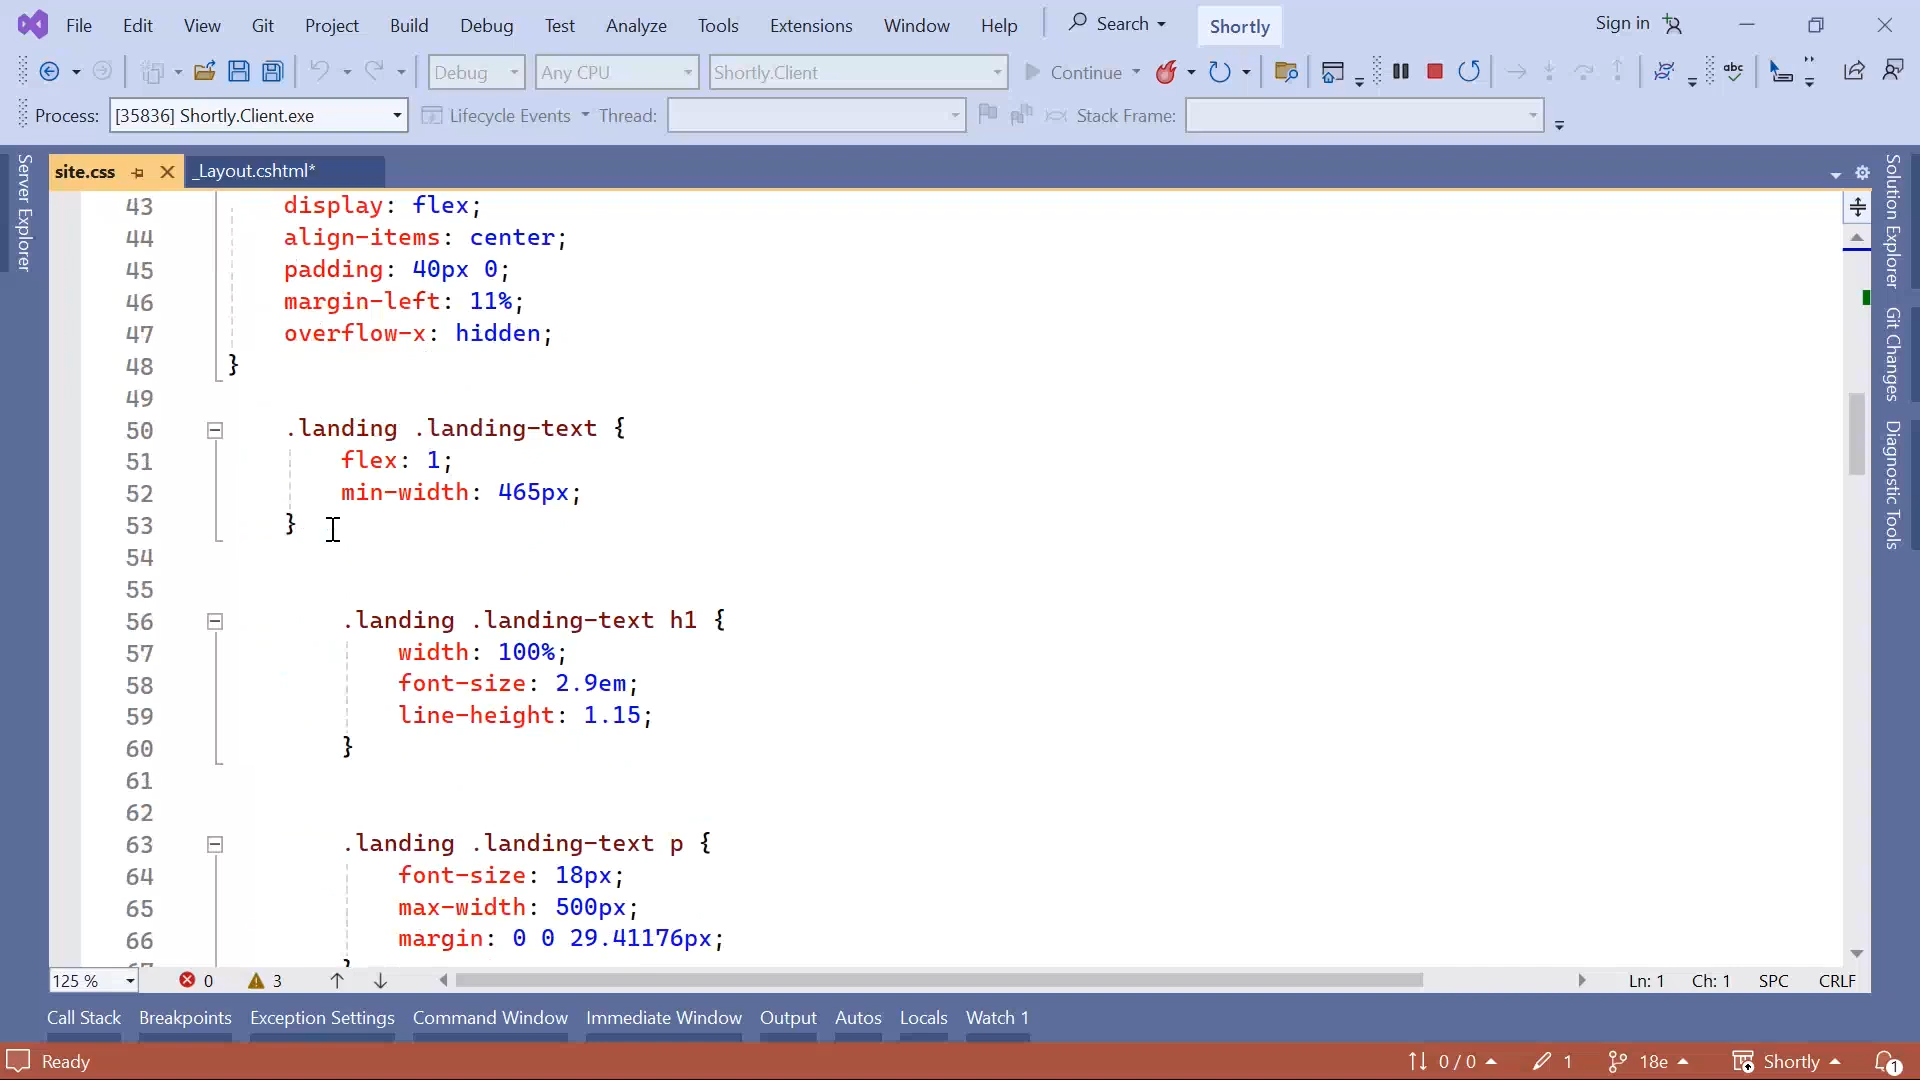 File Edit View Git Project Build Debug Test Analyze Tools Extensions Window Help Search Shortly Sign in
Debug Any CPU Shortly.Client Continue abc
Process: [35836] Shortly.Client.exe Lifecycle Events Thread: Stack Frame:
site.css _Layout.cshtml*
Server Explorer
43 display: flex;
44 align-items: center;
45 padding: 40px 0;
46 margin-left: 11%;
47 overflow-x: hidden;
48 }
49
50 .landing .landing-text {
51 flex: 1;
52 min-width: 465px;
53 }
54
55
56 .landing .landing-text h1 {
57 width: 100%;
58 font-size: 2.9em;
59 line-height: 1.15;
60 }
61
62
63 .landing .landing-text p {
64 font-size: 18px;
65 max-width: 500px;
66 margin: 0 0 29.41176px;
67 }
Solution Explorer
Git Changes
Diagnostic Tools
125 % 0 3 Ln: 1 Ch: 1 SPC CRLF
Call Stack Breakpoints Exception Settings Command Window Immediate Window Output Autos Locals Watch 1
Ready 0 / 0 1 18e Shortly 1